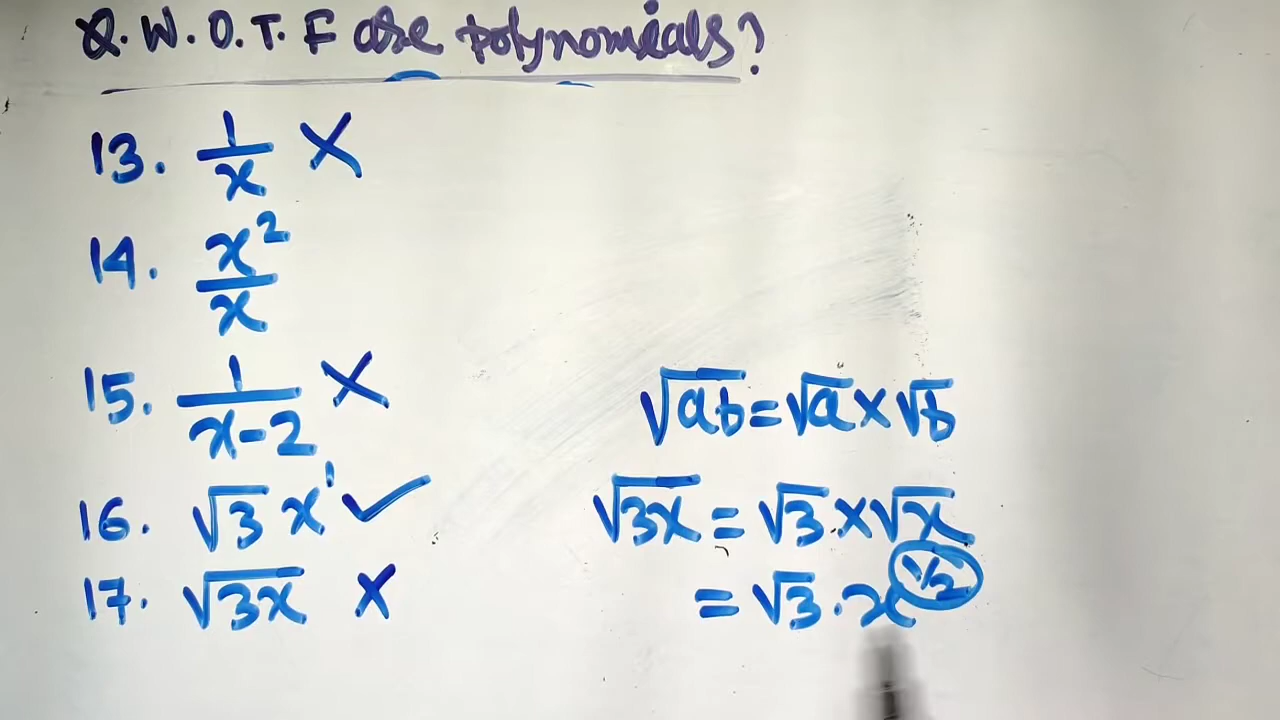 Q. W. O. T. F are polynomials?
13. 1/x ✗
14. x²/x
15. 1/(x-2) ✗
16. √3 x¹ ✓
17. √(3x) ✗
√(ab) = √a × √b
√(3x) = √3 × √x
= √3 . x^(1/2)